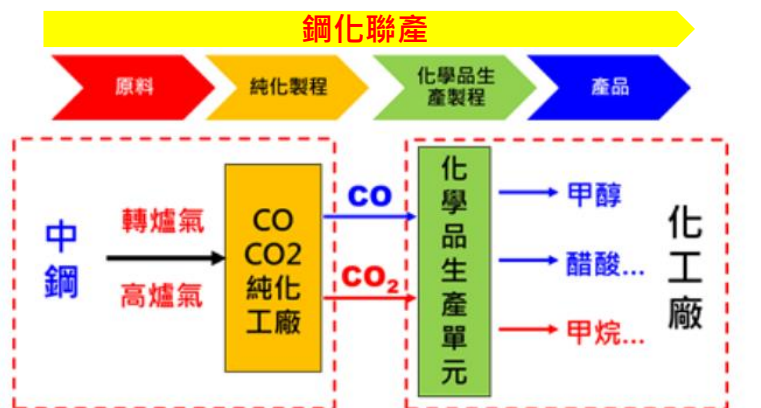 鋼化聯產
原料
純化製程
化學品生
產製程
產品
中
鋼
轉爐氣
高爐氣
CO
CO2
純化
工廠
CO
CO₂
化
學
品
生
產
單
元
甲醇
醋酸...
甲烷...
化
工
廠